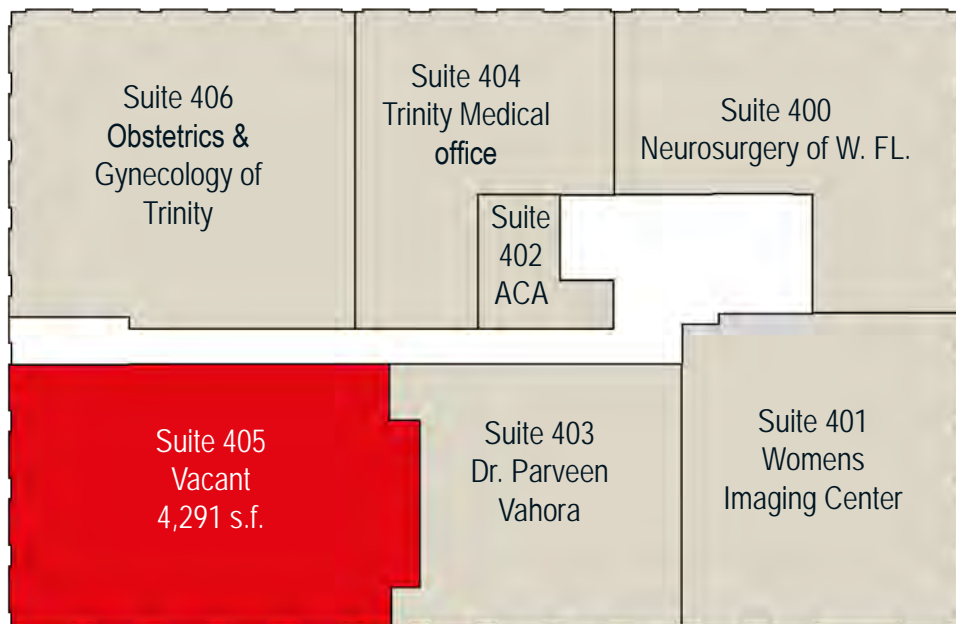 Suite 406
Obstetrics &
Gynecology of
Trinity
Suite 404
Trinity Medical
office
Suite 400
Neurosurgery of W. FL.
Suite
402
ACA
Suite 405
Vacant
4,291 s.f.
Suite 403
Dr. Parveen
Vahora
Suite 401
Womens
Imaging Center